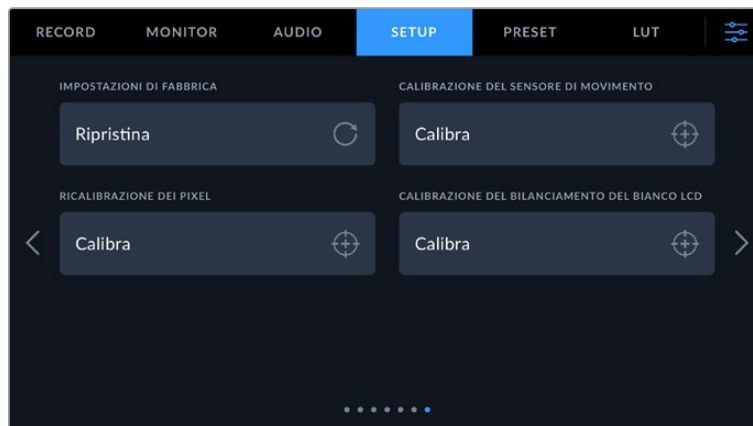 RECORD MONITOR AUDIO SETUP PRESET LUT
IMPOSTAZIONI DI FABBRICA
Ripristina
CALIBRAZIONE DEL SENSORE DI MOVIMENTO
Calibra
RICALIBRAZIONE DEI PIXEL
Calibra
CALIBRAZIONE DEL BILANCIAMENTO DEL BIANCO LCD
Calibra